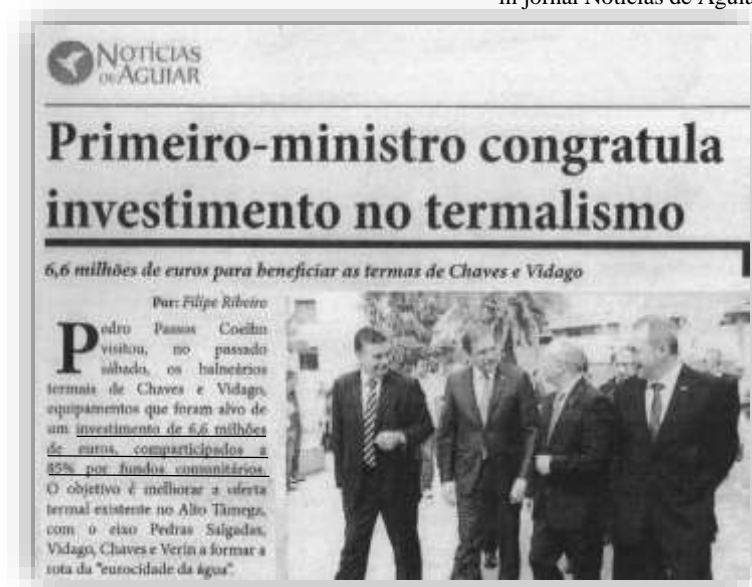 in jornal Notícias de Aguia
NOTÍCIAS
DE AGUIAR
Primeiro-ministro congratula
investimento no termalismo
6,6 milhões de euros para beneficiar as termas de Chaves e Vidago
Por: Filipe Ribeiro
Pedro Passos Coelho
visitou, no passado
sábado, os balneários
termais de Chaves e Vidago,
equipamentos que foram alvo de
um investimento de 6,6 milhões
de euros, comparticipados a
85% por fundos comunitários.
O objetivo é melhorar a oferta
termal existente no Alto Tâmega,
com o eixo Pedras Salgadas,
Vidago, Chaves e Verin a formar a
rota da "eurocidade da água".